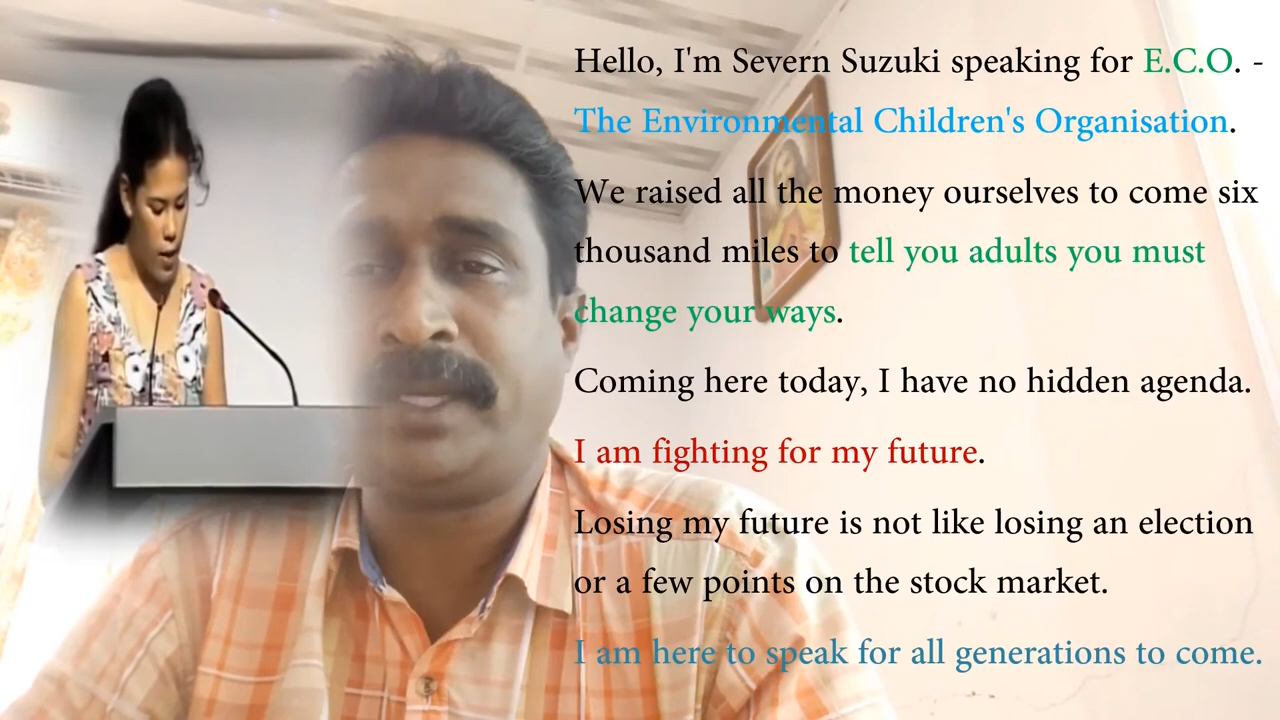 Hello, I'm Severn Suzuki speaking for E.C.O. -
The Environmental Children's Organisation.
We raised all the money ourselves to come six
thousand miles to tell you adults you must
change your ways.
Coming here today, I have no hidden agenda.
I am fighting for my future.
Losing my future is not like losing an election
or a few points on the stock market.
I am here to speak for all generations to come.